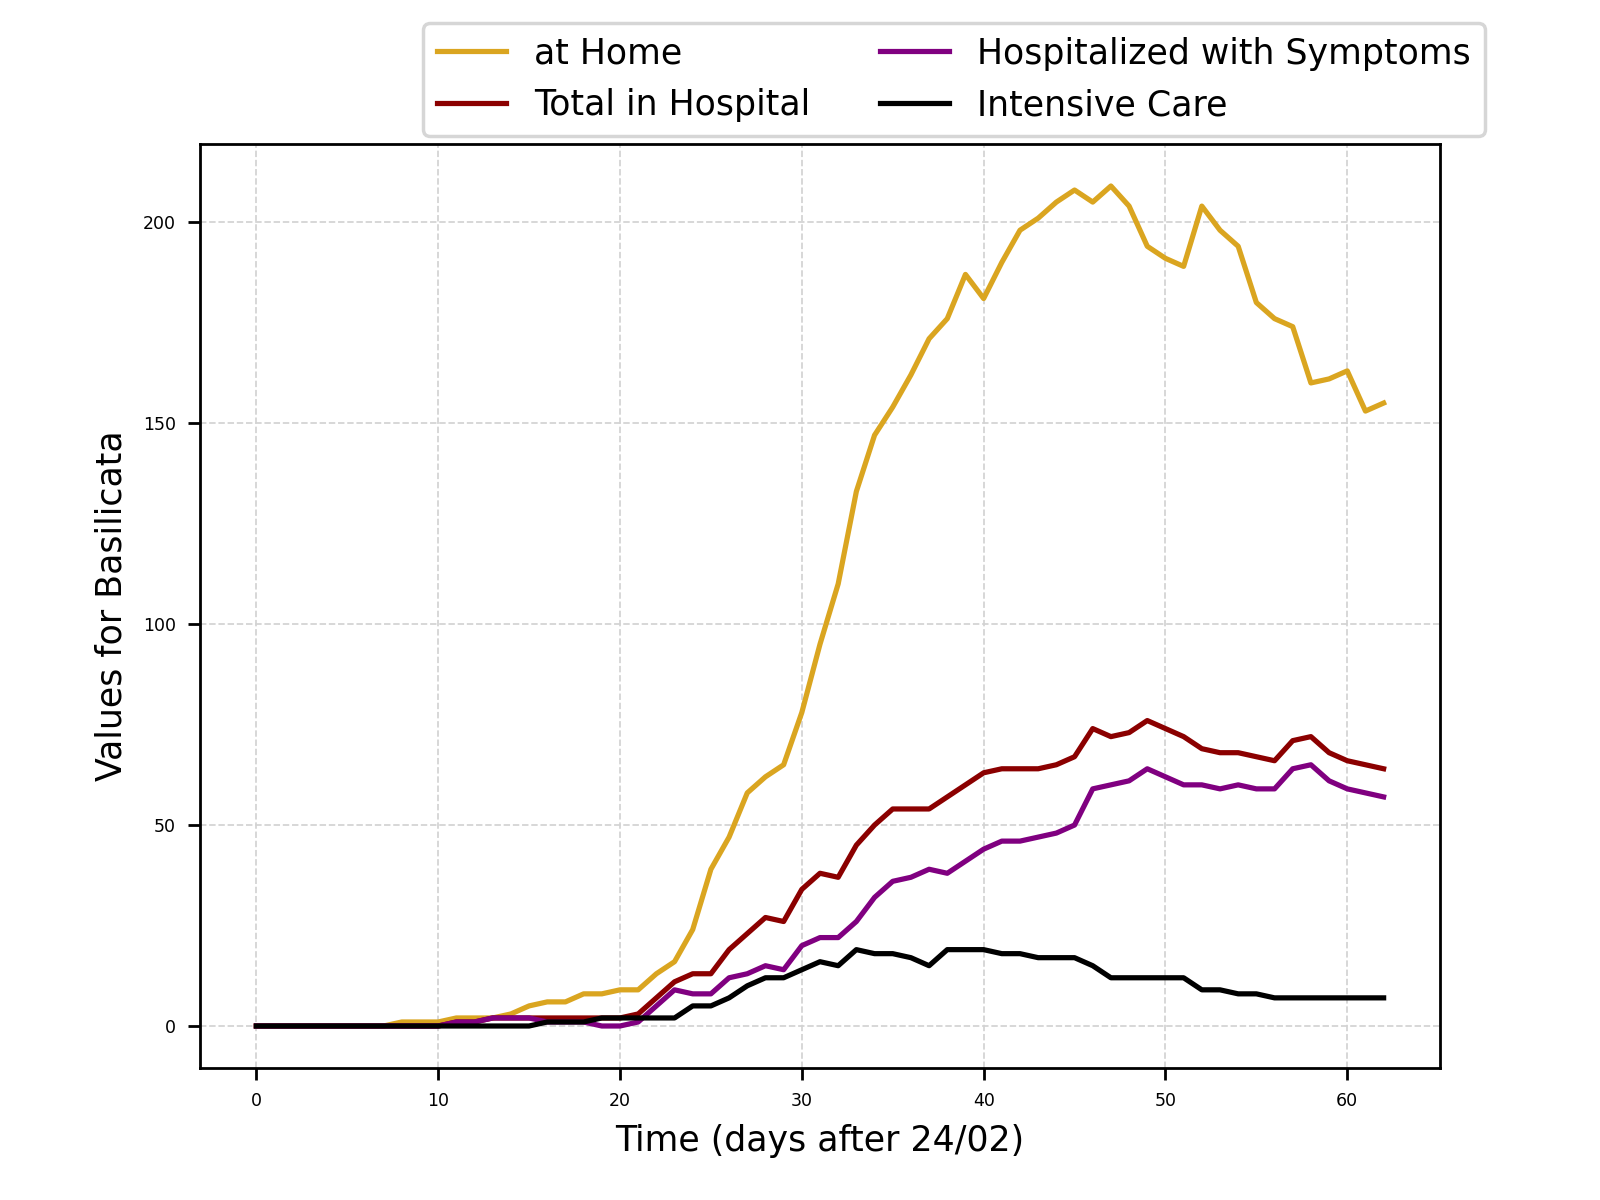 at Home
Total in Hospital
Hospitalized with Symptoms
Intensive Care
Values for Basilicata
200
150
100
50
0
0 10 20 30 40 50 60
Time (days after 24/02)